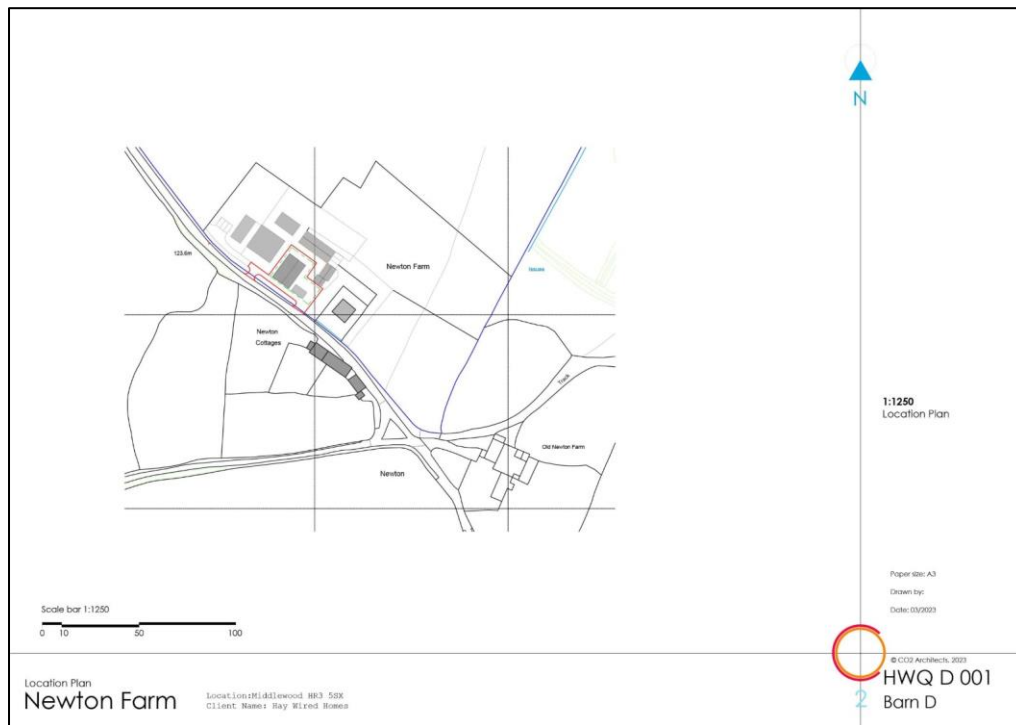 N
123.6m
Newton Farm
Issues
Newton
Cottages
Track
Old Newton Farm
Newton
1:1250
Location Plan
Paper size: A3
Drawn by:
Date: 03/2023
Scale bar 1:1250
0 10 50 100
© CO2 Architects, 2023
HWQ D 001
Barn D
2
Location Plan
Newton Farm
Location:Middlewood HR3 5SX
Client Name: Hay Wired Homes